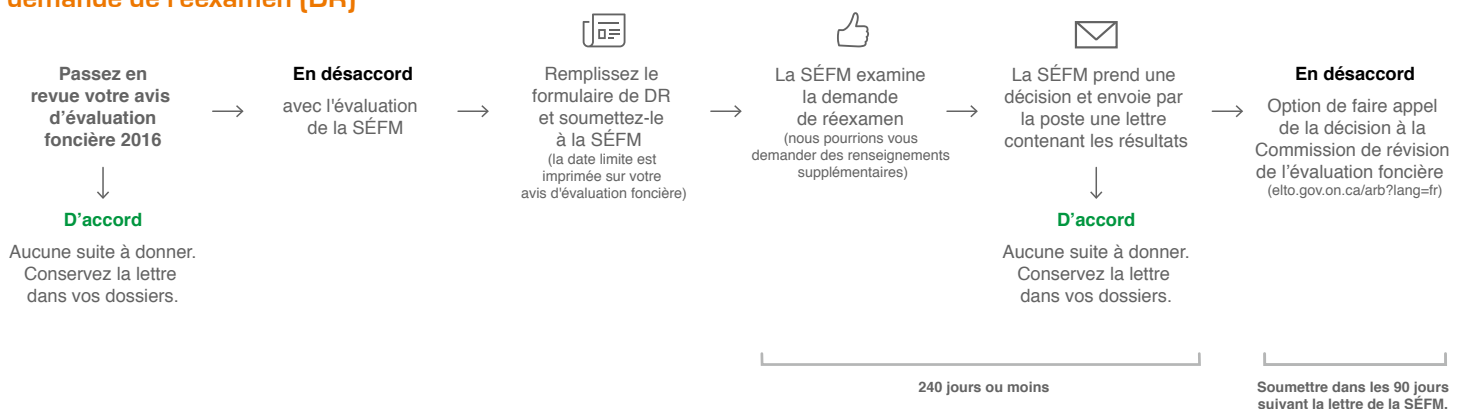 demande de réexamen (DR)
Passez en
revue votre avis
d'évaluation
foncière 2016
D'accord
Aucune suite à donner.
Conservez la lettre
dans vos dossiers.
En désaccord
avec l'évaluation
de la SÉFM
Remplissez le
formulaire de DR
et soumettez-le
à la SÉFM
(la date limite est
imprimée sur votre
avis d'évaluation foncière)
La SÉFM examine
la demande
de réexamen
(nous pourrions vous
demander des renseignements
supplémentaires)
La SÉFM prend une
décision et envoie par
la poste une lettre
contenant les résultats
D'accord
Aucune suite à donner.
Conservez la lettre
dans vos dossiers.
En désaccord
Option de faire appel
de la décision à la
Commission de révision
de l'évaluation foncière
(elto.gov.on.ca/arb?lang=fr)
240 jours ou moins
Soumettre dans les 90 jours
suivant la lettre de la SÉFM.